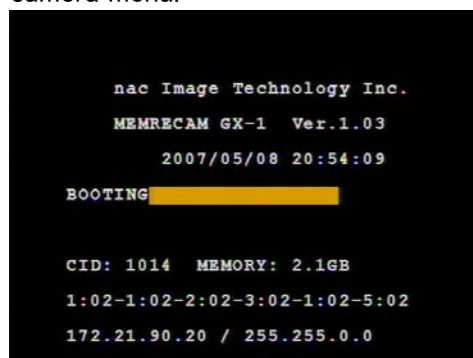 camera menu.
nac Image Technology Inc.
MEMRECAM GX-1 Ver.1.03
2007/05/08 20:54:09
BOOTING
CID: 1014 MEMORY: 2.1GB
1:02-1:02-2:02-3:02-1:02-5:02
172.21.90.20 / 255.255.0.0